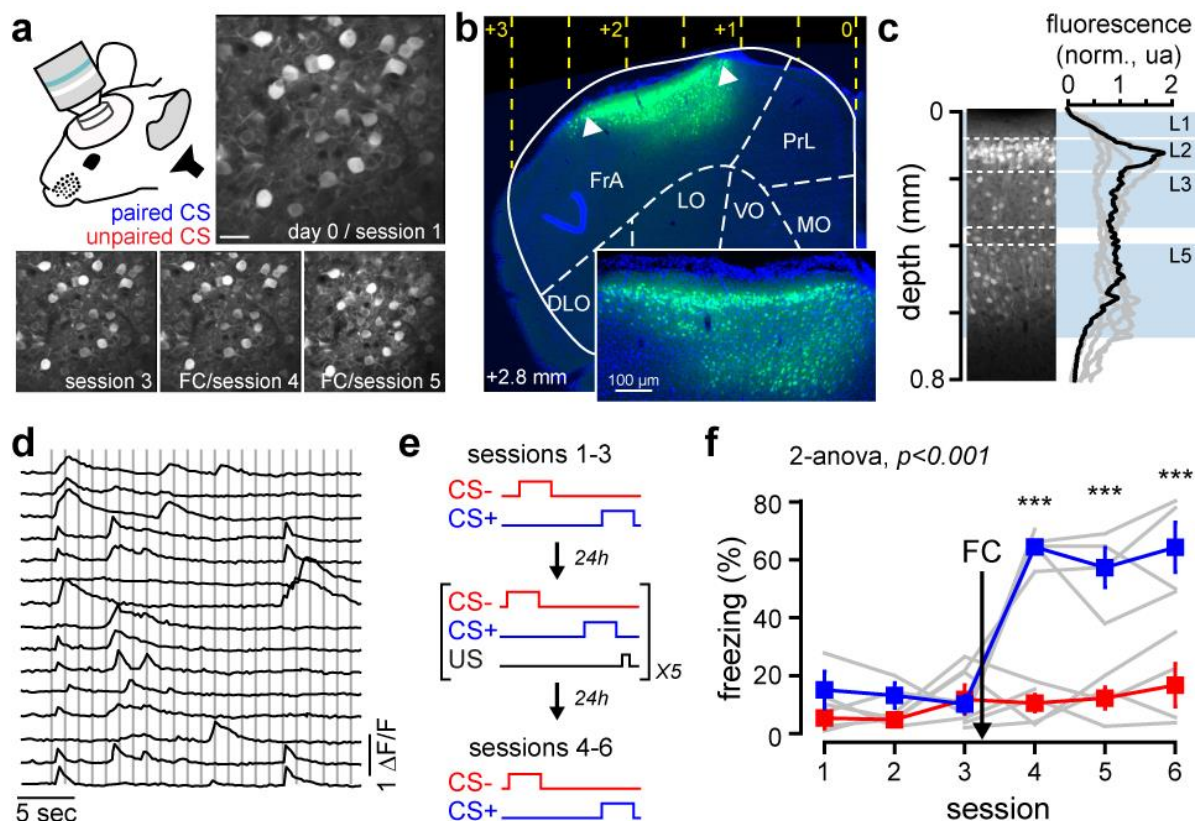 a
paired CS
unpaired CS
day 0 / session 1
session 3
FC/session 4
FC/session 5
b
+3
+2
+1
0
PrL
FrA
LO
VO
MO
DLO
+2.8 mm
100 µm
c
fluorescence
(norm., ua)
0
1
2
0
depth (mm)
0.8
L1
L2
L3
L5
d
1 ΔF/F
5 sec
e
sessions 1-3
CS-
CS+
24h
CS-
CS+
US
X5
24h
sessions 4-6
CS-
CS+
f
2-anova, p<0.001
***
***
***
FC
freezing (%)
80
60
40
20
0
1 2 3 4 5 6
session